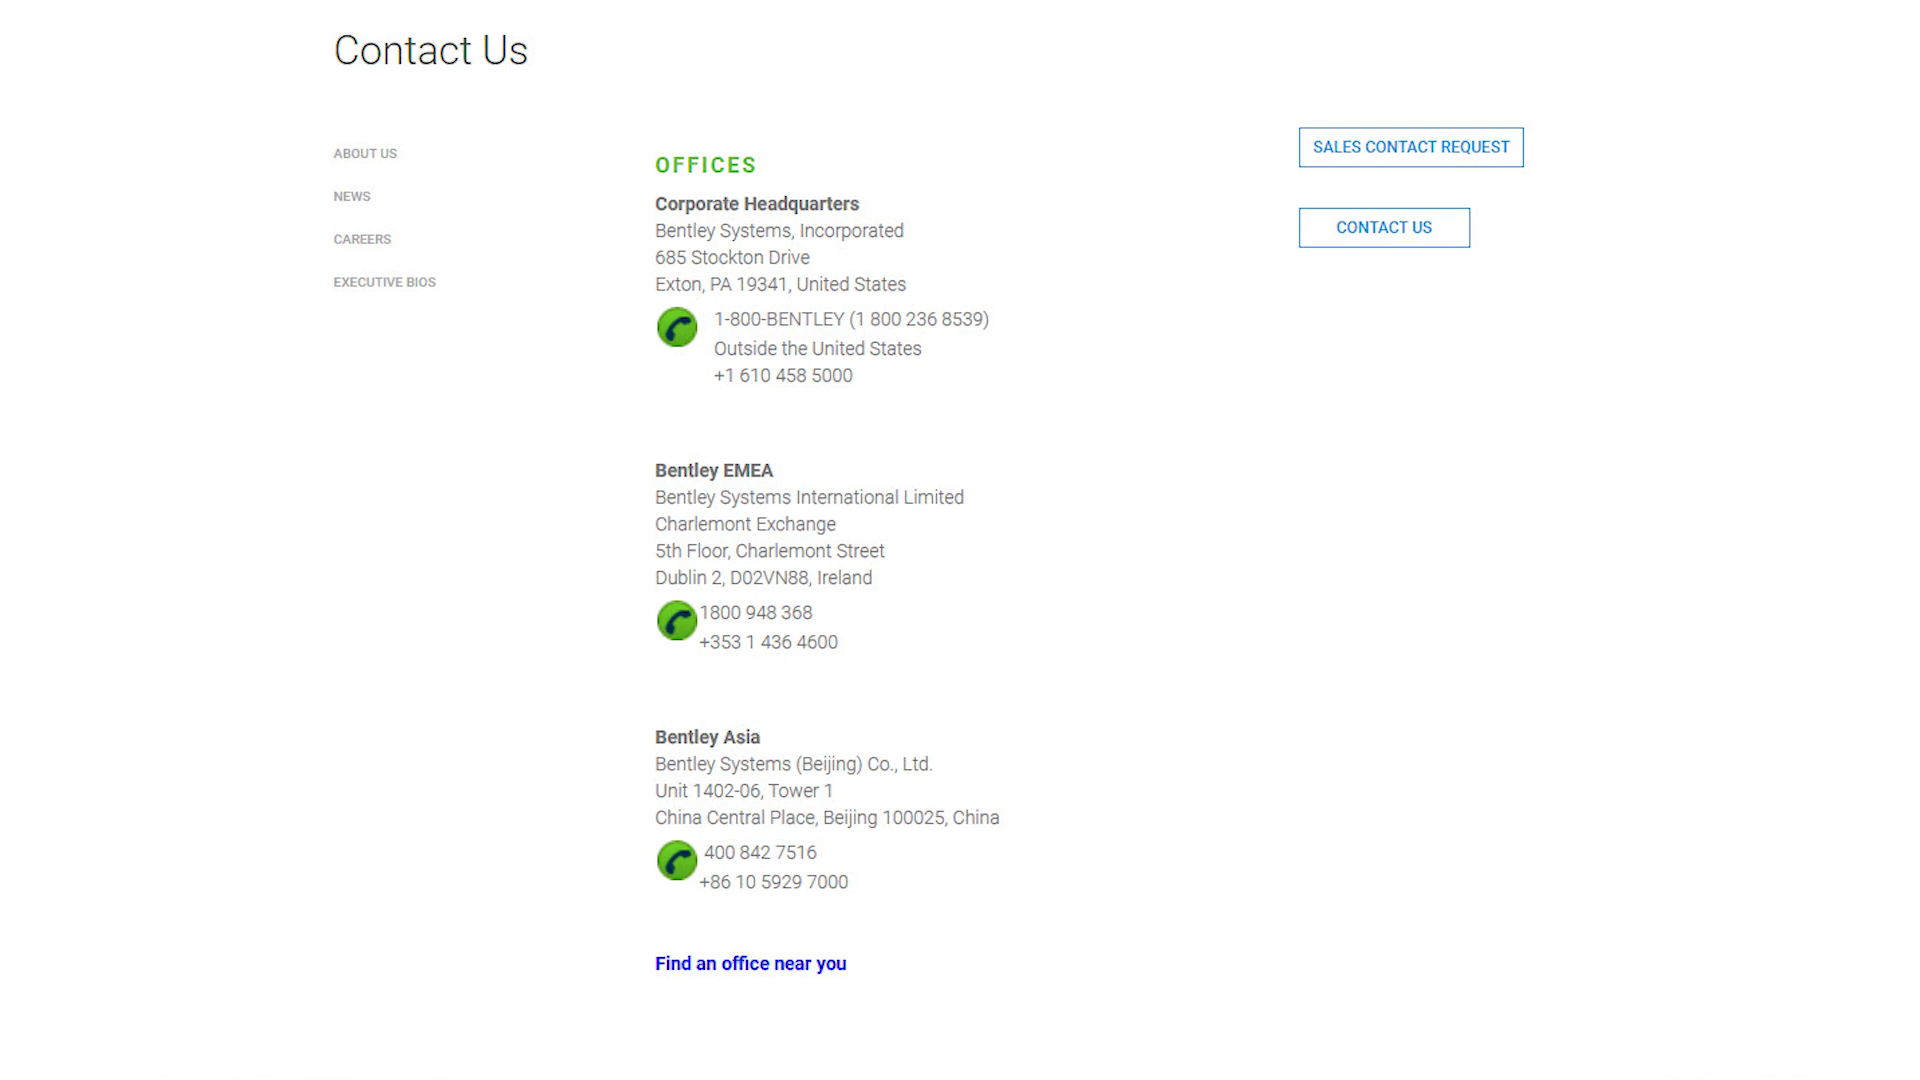 Contact Us
ABOUT US
NEWS
CAREERS
EXECUTIVE BIOS
OFFICES
Corporate Headquarters
Bentley Systems, Incorporated
685 Stockton Drive
Exton, PA 19341, United States
1-800-BENTLEY (1 800 236 8539)
Outside the United States
+1 610 458 5000
Bentley EMEA
Bentley Systems International Limited
Charlemont Exchange
5th Floor, Charlemont Street
Dublin 2, D02VN88, Ireland
1800 948 368
+353 1 436 4600
Bentley Asia
Bentley Systems (Beijing) Co., Ltd.
Unit 1402-06, Tower 1
China Central Place, Beijing 100025, China
400 842 7516
+86 10 5929 7000
Find an office near you
SALES CONTACT REQUEST
CONTACT US